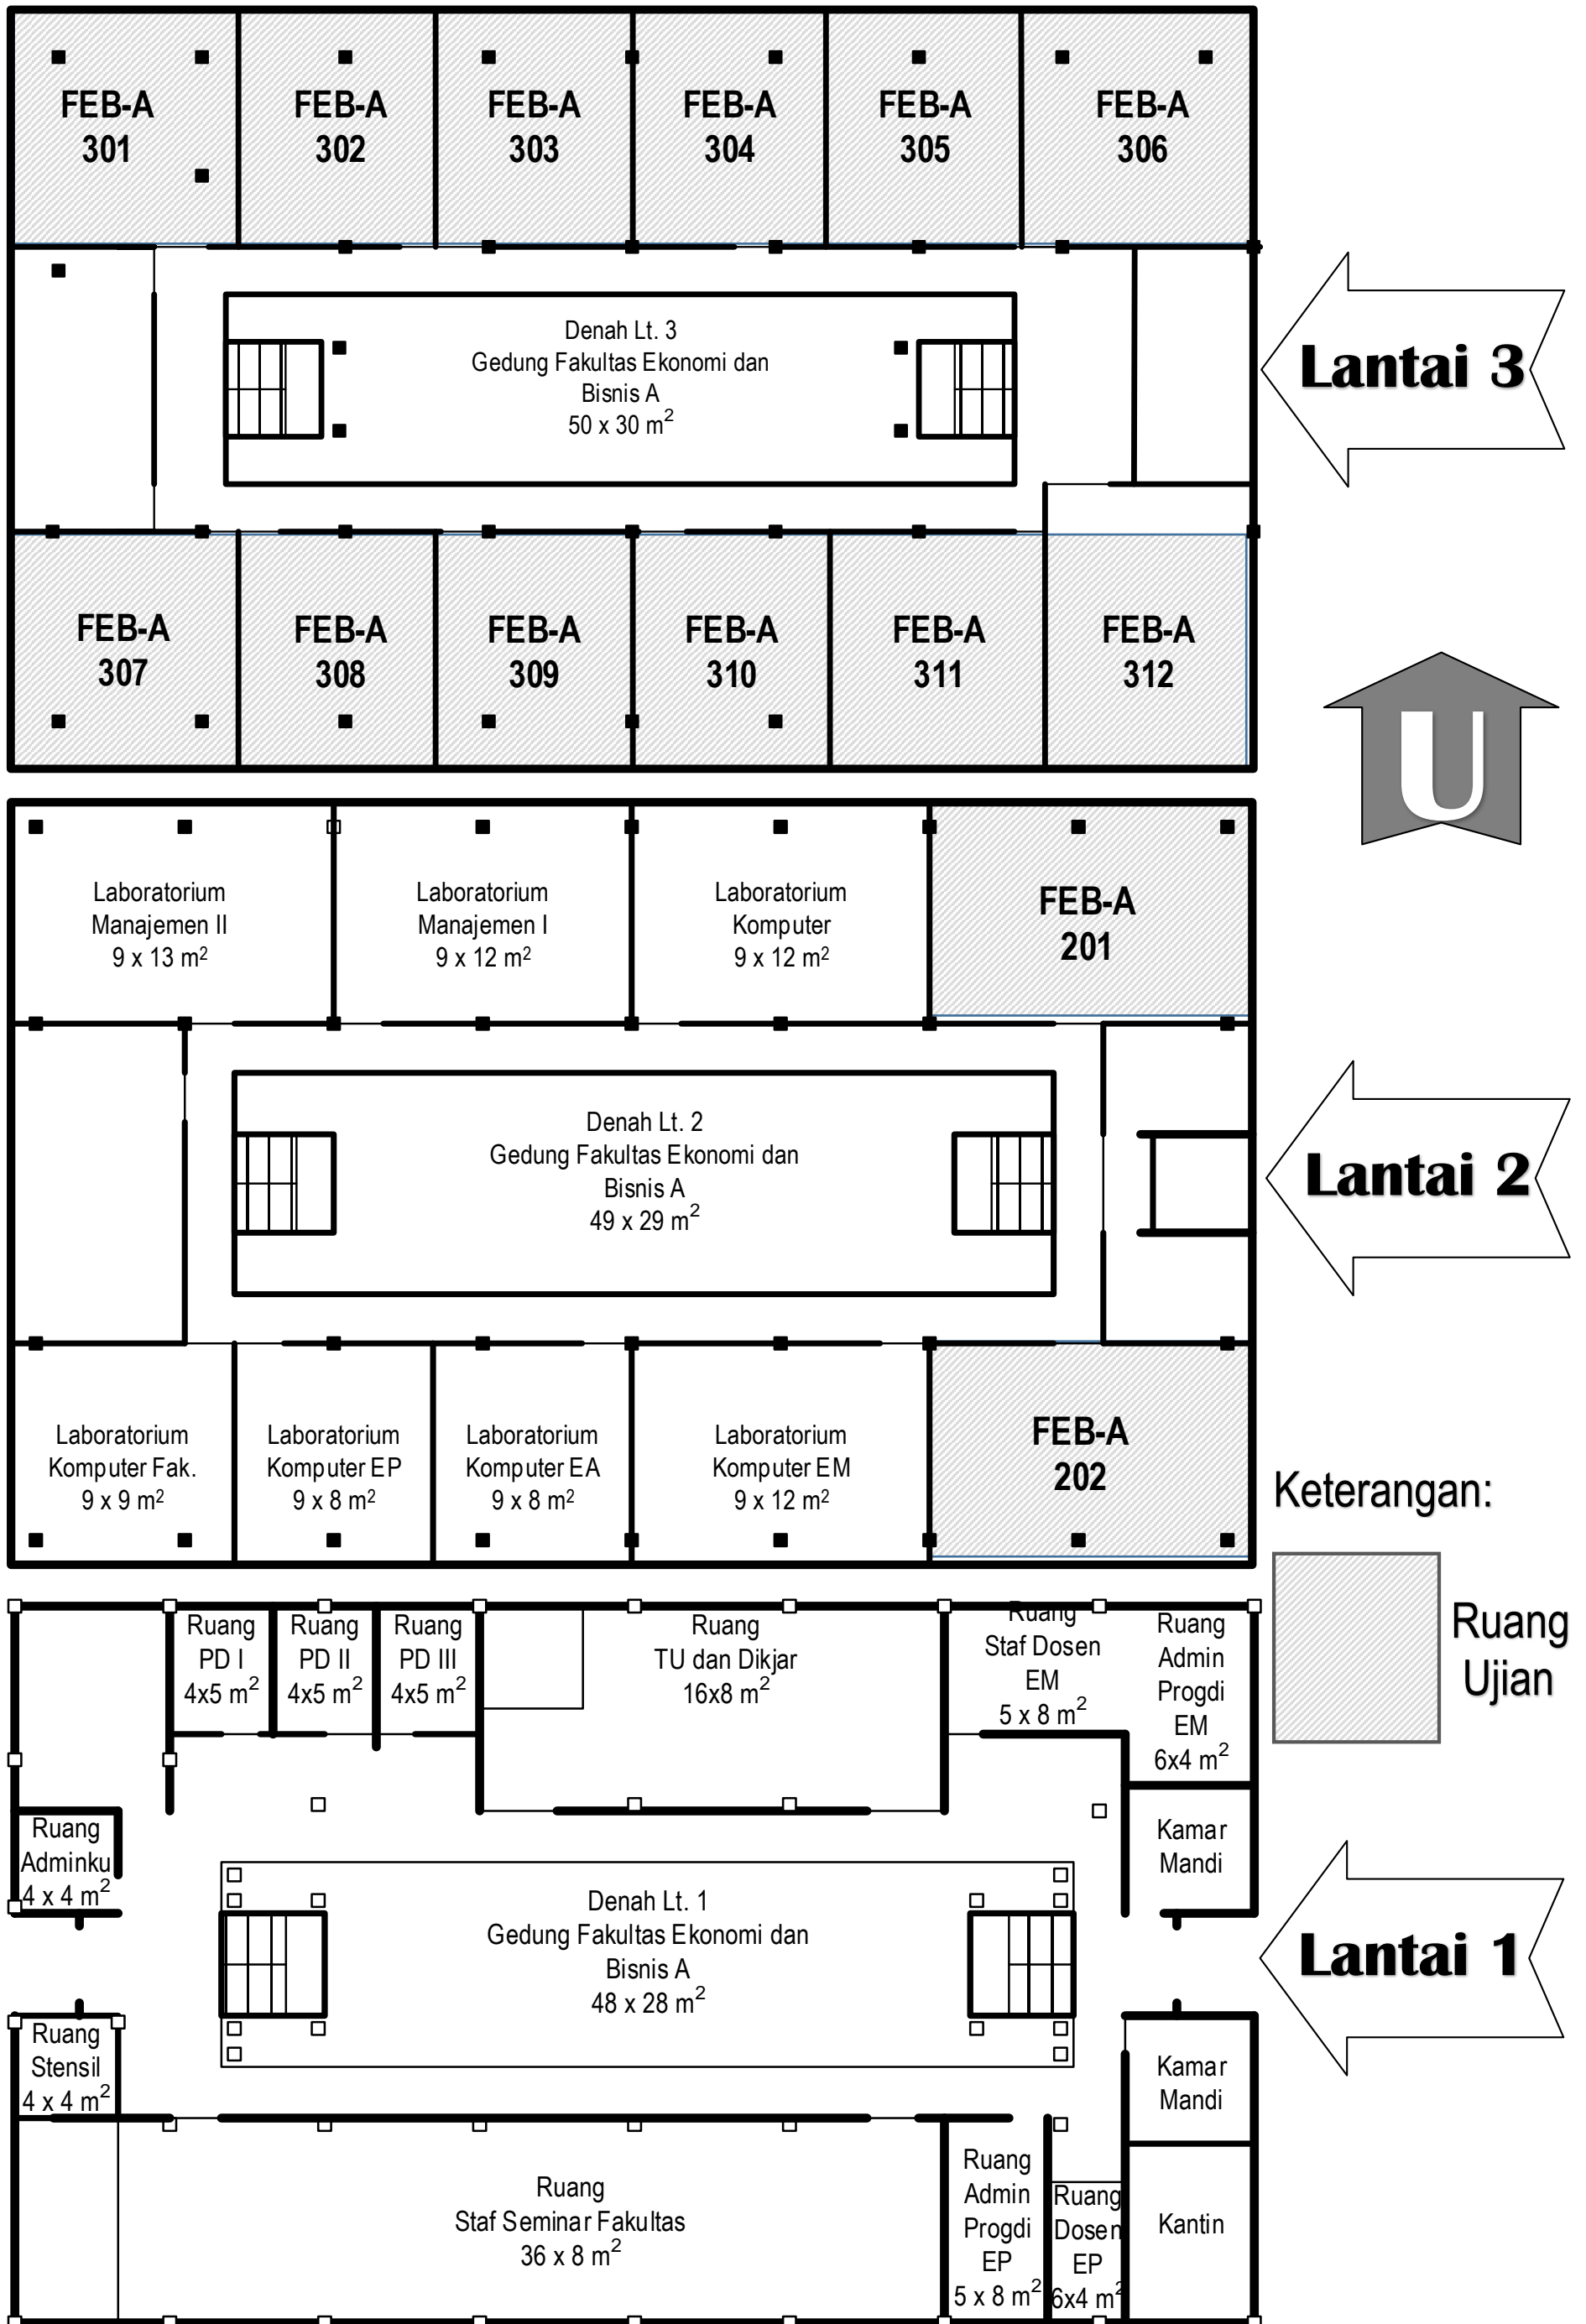 FEB-A
301
FEB-A
302
FEB-A
303
FEB-A
304
FEB-A
305
FEB-A
306
Denah Lt. 3
Gedung Fakultas Ekonomi dan
Bisnis A
50 x 30 m²
Lantai 3
FEB-A
307
FEB-A
308
FEB-A
309
FEB-A
310
FEB-A
311
FEB-A
312
U
Laboratorium
Manajemen II
9 x 13 m²
Laboratorium
Manajemen I
9 x 12 m²
Laboratorium
Komputer
9 x 12 m²
FEB-A
201
Denah Lt. 2
Gedung Fakultas Ekonomi dan
Bisnis A
49 x 29 m²
Lantai 2
Laboratorium
Komputer Fak.
9 x 9 m²
Laboratorium
Komputer EP
9 x 8 m²
Laboratorium
Komputer EA
9 x 8 m²
Laboratorium
Komputer EM
9 x 12 m²
FEB-A
202
Keterangan:
Ruang
Ujian
Ruang
PD I
4x5 m²
Ruang
PD II
4x5 m²
Ruang
PD III
4x5 m²
Ruang
TU dan Dikjar
16x8 m²
Ruang
Staf Dosen
EM
5 x 8 m²
Ruang
Admin
Progdi
EM
6x4 m²
Kamar
Mandi
Ruang
Adminku
4 x 4 m²
Denah Lt. 1
Gedung Fakultas Ekonomi dan
Bisnis A
48 x 28 m²
Lantai 1
Ruang
Stensil
4 x 4 m²
Kamar
Mandi
Ruang
Staf Seminar Fakultas
36 x 8 m²
Ruang
Admin
Progdi
EP
5 x 8 m²
Ruang
Dosen
EP
6x4 m²
Kantin